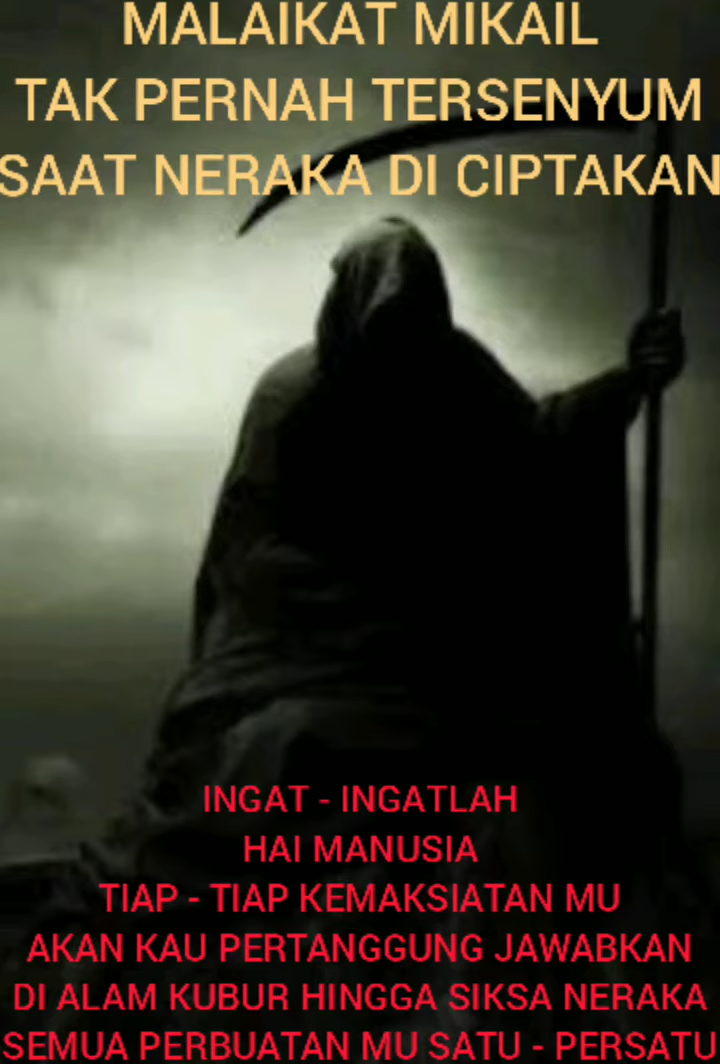 MALAIKAT MIKAIL
TAK PERNAH TERSENYUM
SAAT NERAKA DI CIPTAKAN
INGAT - INGATLAH
HAI MANUSIA
TIAP - TIAP KEMAKSIATAN MU
AKAN KAU PERTANGGUNG JAWABKAN
DI ALAM KUBUR HINGGA SIKSA NERAKA
SEMUA PERBUATAN MU SATU - PERSATU